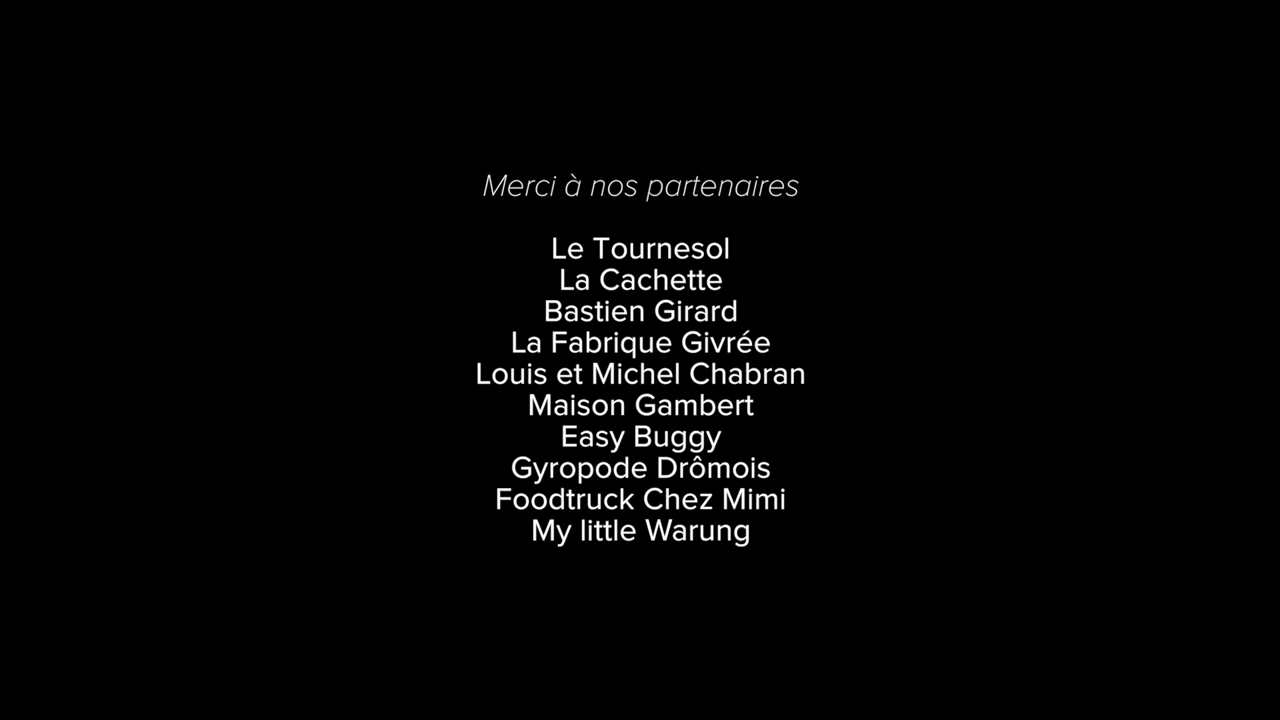 Merci à nos partenaires
Le Tournesol
La Cachette
Bastien Girard
La Fabrique Givrée
Louis et Michel Chabran
Maison Gambert
Easy Buggy
Gyropode Drômois
Foodtruck Chez Mimi
My little Warung